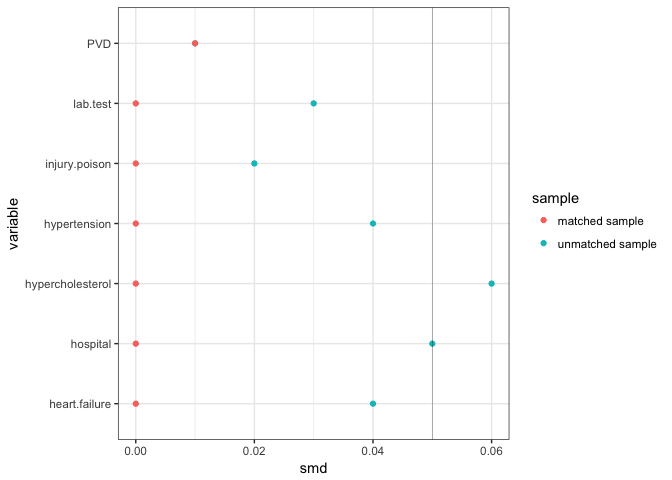 PVD
lab.test
injury.poison
hypertension
hypercholesterol
hospital
heart.failure
variable
0.00
0.02
0.04
0.06
smd
sample
matched sample
unmatched sample